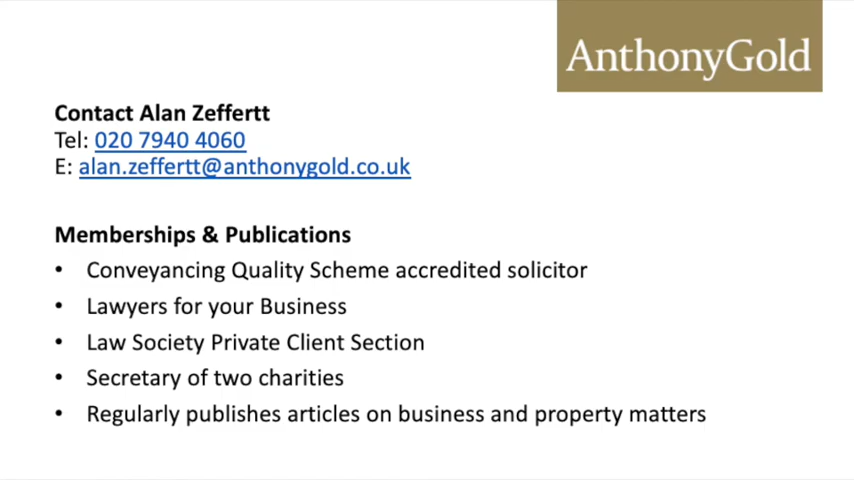 AnthonyGold
Contact Alan Zeffertt
Tel: 020 7940 4060
E: alan.zeffertt@anthonygold.co.uk
Memberships & Publications
• Conveyancing Quality Scheme accredited solicitor
• Lawyers for your Business
• Law Society Private Client Section
• Secretary of two charities
• Regularly publishes articles on business and property matters